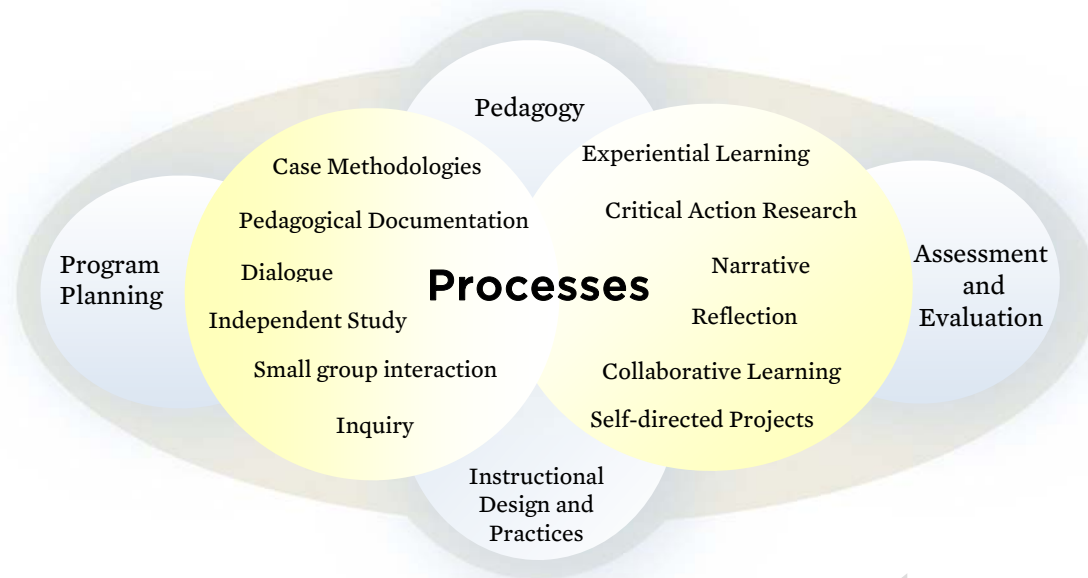 Pedagogy
Case Methodologies
Experiential Learning
Pedagogical Documentation
Critical Action Research
Program
Planning
Dialogue
Processes
Narrative
Assessment
and
Evaluation
Independent Study
Reflection
Small group interaction
Collaborative Learning
Inquiry
Self-directed Projects
Instructional
Design and
Practices